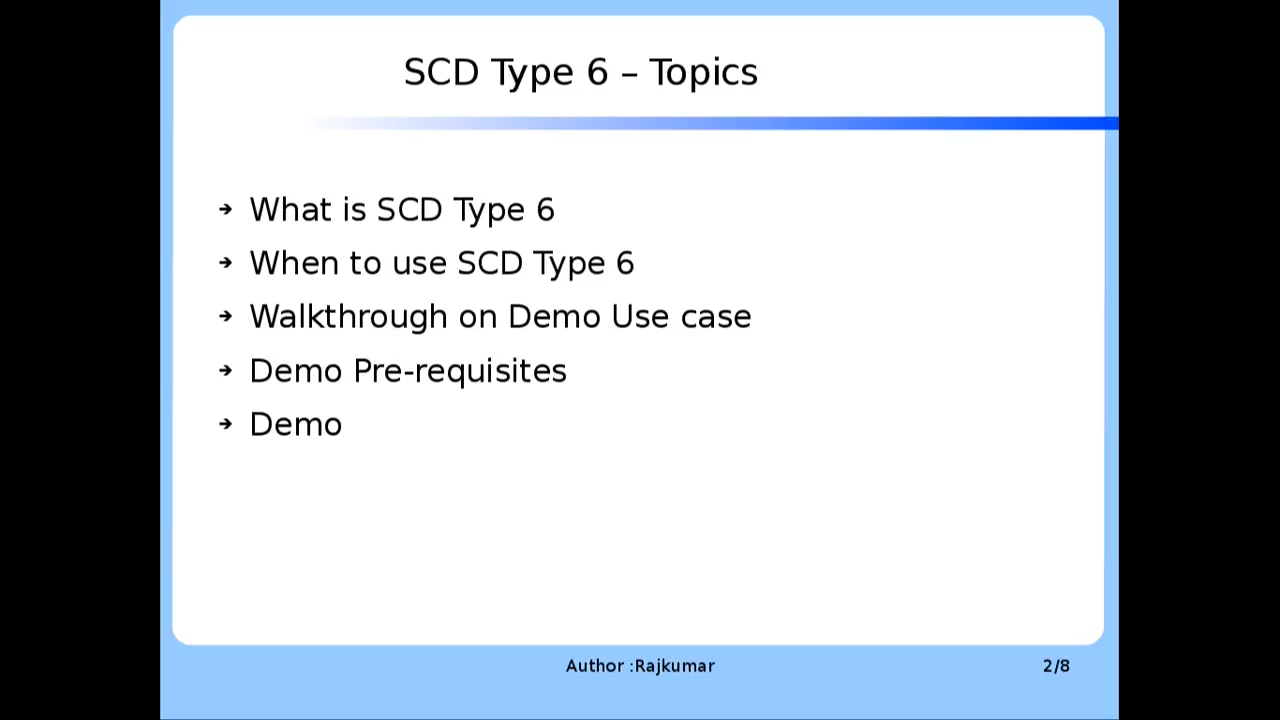 SCD Type 6 – Topics
What is SCD Type 6
When to use SCD Type 6
Walkthrough on Demo Use case
Demo Pre-requisites
Demo
Author :Rajkumar
2/8